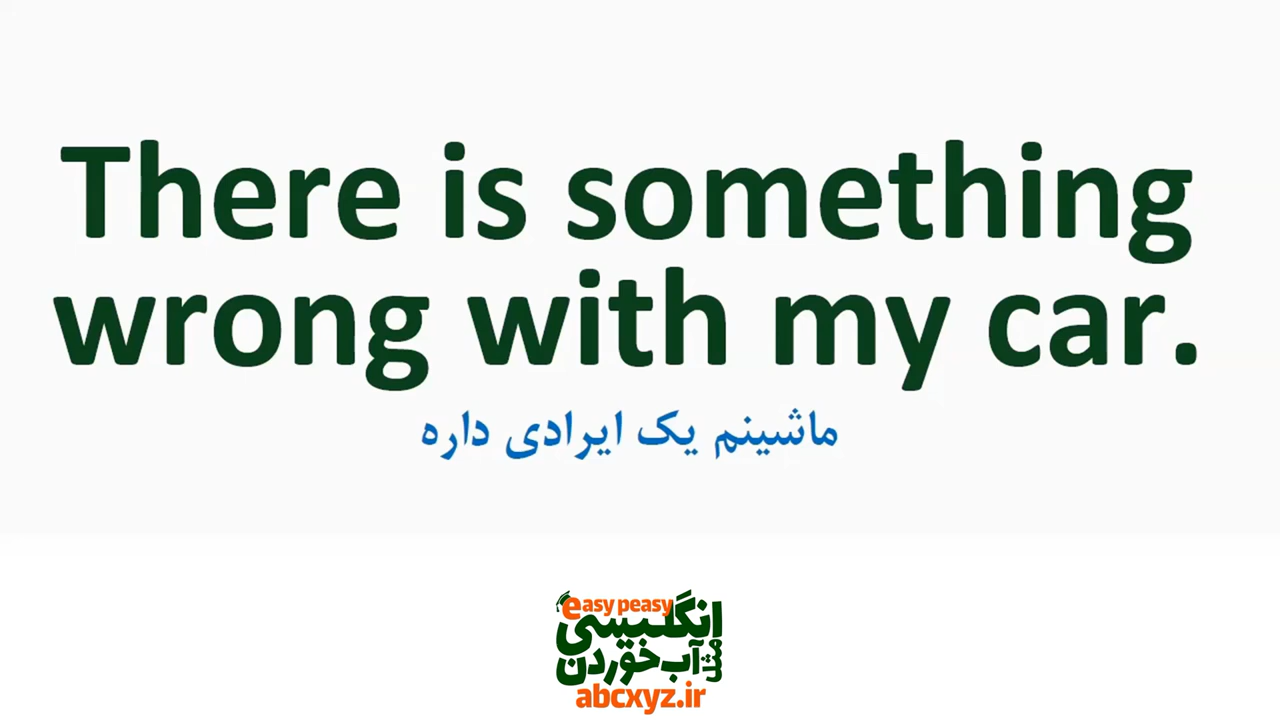 There is something
wrong with my car.
ماشینم یک ایرادی داره
easy peasy
انگلیسی
مثل آب خوردن
abcxyz.ir